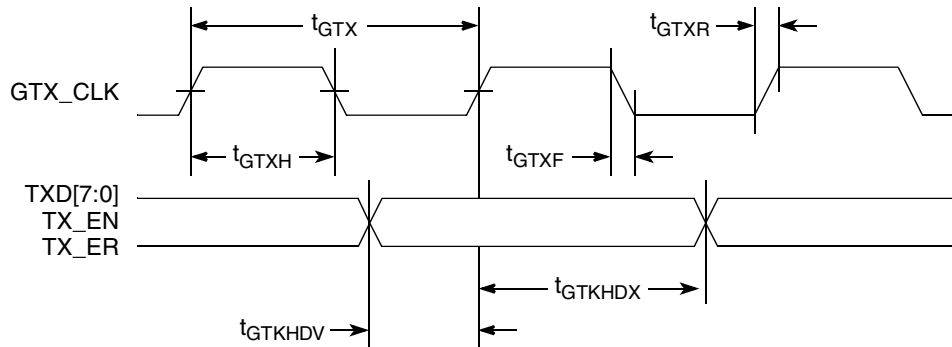 tGTX
tGTXR
GTX_CLK
tGTXH
tGTXF
TXD[7:0]
TX_EN
TX_ER
tGTKHDX
tGTKHDV